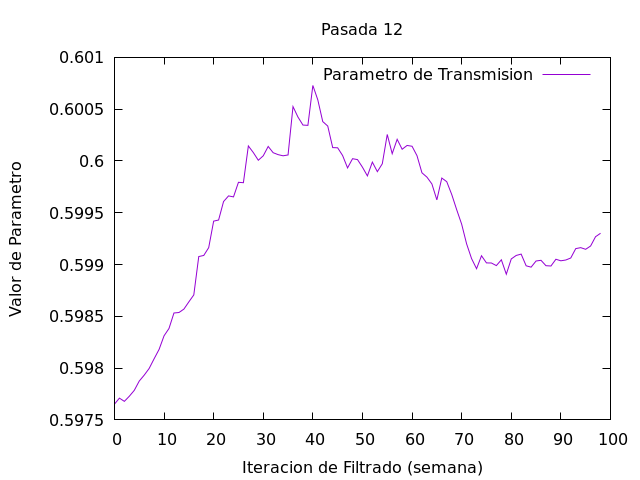 Pasada 12
0.601
Parametro de Transmision
0.6005
0.6
0.5995
0.599
0.5985
0.598
0.5975
Valor de Parametro
0 10 20 30 40 50 60 70 80 90 100
Iteracion de Filtrado (semana)